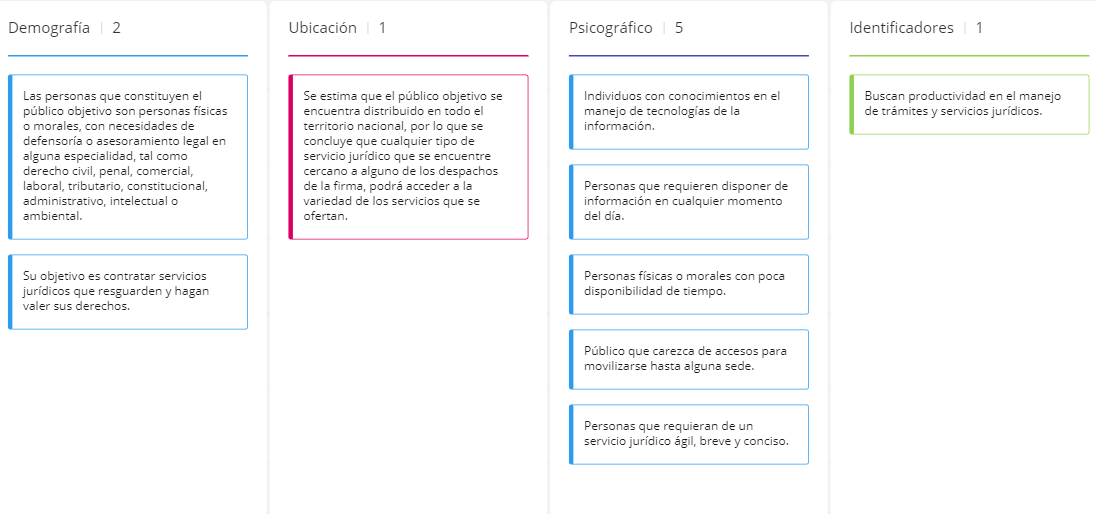 Demografía | 2
Las personas que constituyen el
público objetivo son personas físicas
o morales, con necesidades de
defensoría o asesoramiento legal en
alguna especialidad, tal como
derecho civil, penal, comercial,
laboral, tributario, constitucional,
administrativo, intelectual o
ambiental.
Su objetivo es contratar servicios
jurídicos que resguarden y hagan
valer sus derechos.
Ubicación | 1
Se estima que el público objetivo se
encuentra distribuido en todo el
territorio nacional, por lo que se
concluye que cualquier tipo de
servicio jurídico que se encuentre
cercano a alguno de los despachos
de la firma, podrá acceder a la
variedad de los servicios que se
ofertan.
Psicográfico | 5
Individuos con conocimientos en el
manejo de tecnologías de la
información.
Personas que requieren disponer de
información en cualquier momento
del día.
Personas físicas o morales con poca
disponibilidad de tiempo.
Público que carezca de accesos para
movilizarse hasta alguna sede.
Personas que requieran de un
servicio jurídico ágil, breve y conciso.
Identificadores | 1
Buscan productividad en el manejo
de trámites y servicios jurídicos.